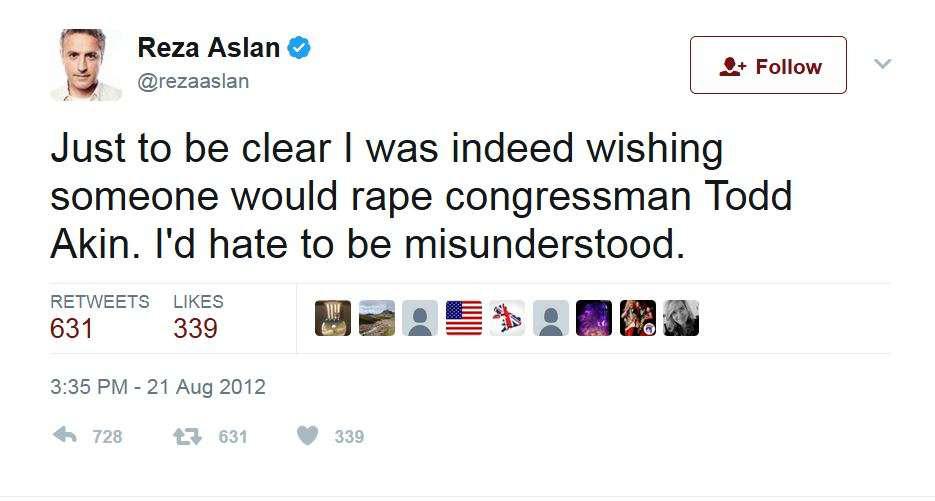 Reza Aslan
Follow
@rezaaslan
Just to be clear I was indeed wishing
someone would rape congressman Todd
Akin. I'd hate to be misunderstood.
RETWEETS LIKES
631 339
3:35 PM - 21 Aug 2012
728 631 339